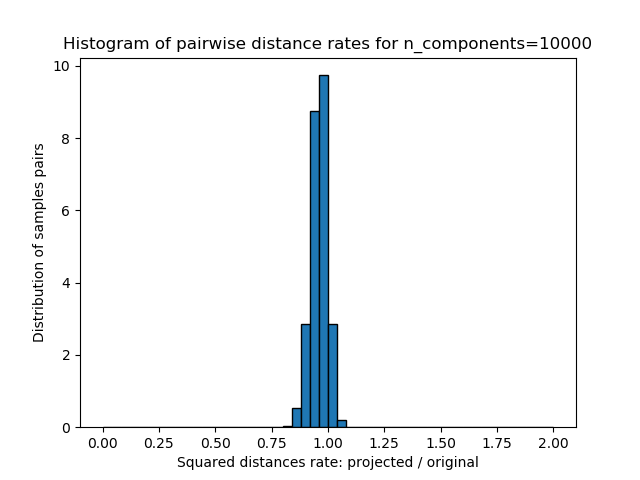 Histogram of pairwise distance rates for n_components=10000
10
8
6
4
2
0
Distribution of samples pairs
0.00 0.25 0.50 0.75 1.00 1.25 1.50 1.75 2.00
Squared distances rate: projected / original